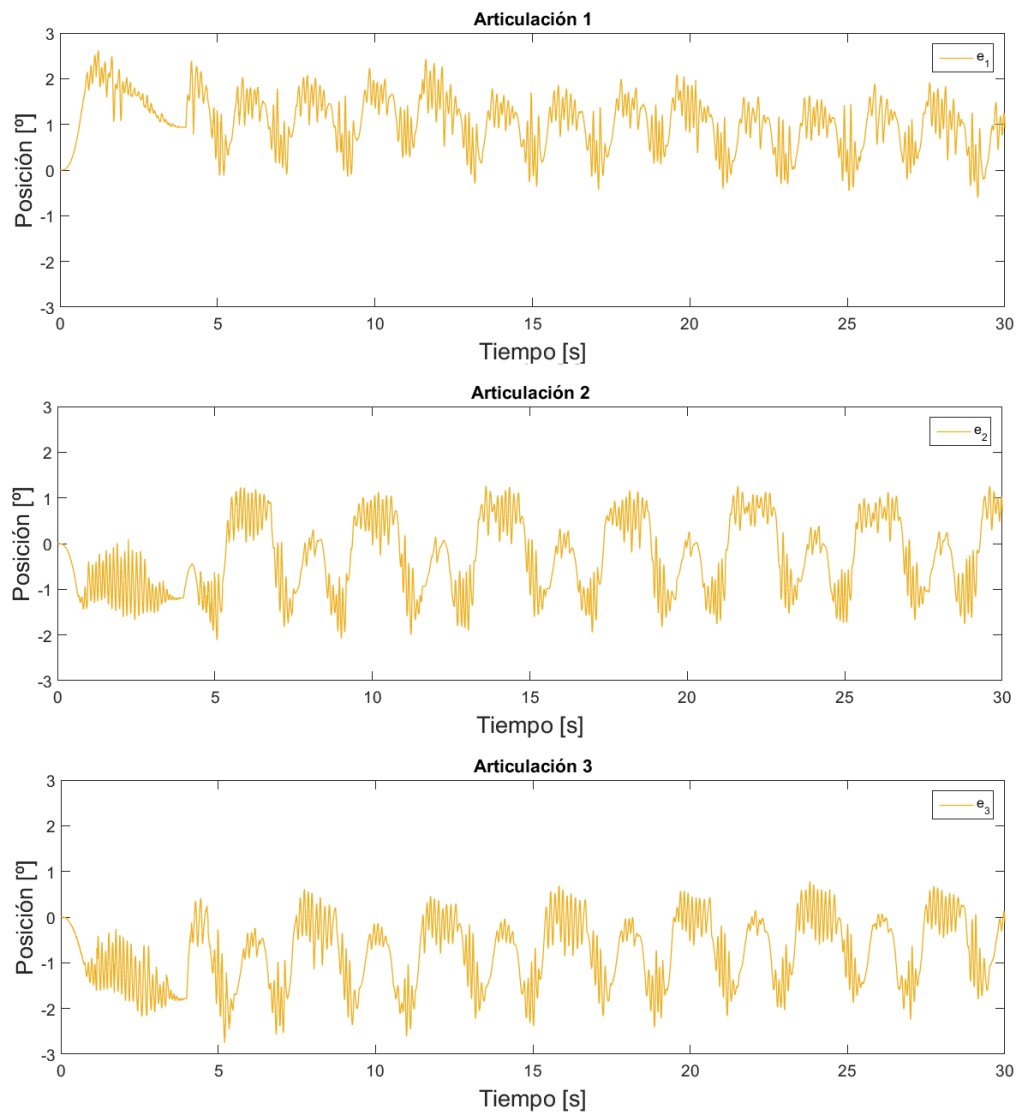 Articulación 1
3
2
1
0
-1
-2
-3
Posición [º]
e1
0 5 10 15 20 25 30
Tiempo [s]
Articulación 2
3
2
1
0
-1
-2
-3
Posición [º]
e2
0 5 10 15 20 25 30
Tiempo [s]
Articulación 3
3
2
1
0
-1
-2
-3
Posición [º]
e3
0 5 10 15 20 25 30
Tiempo [s]